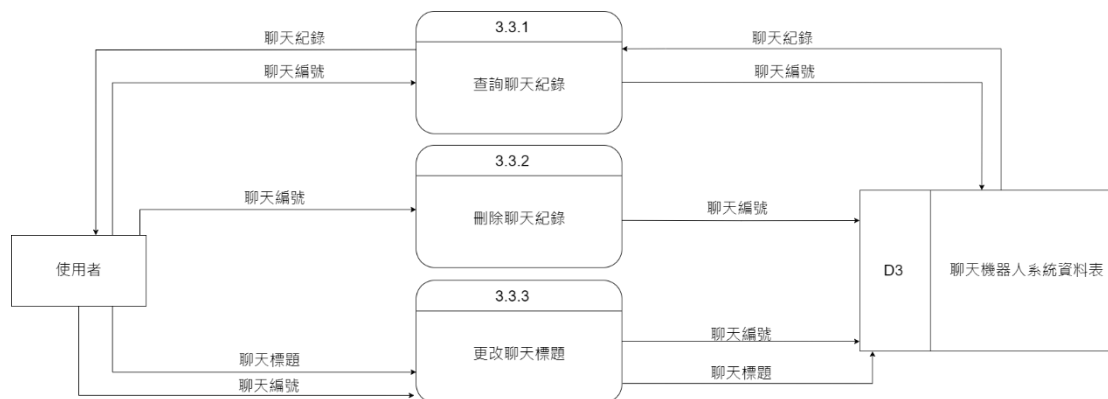 3.3.1
聊天紀錄
聊天紀錄
聊天編號
查詢聊天紀錄
聊天編號
3.3.2
聊天編號
刪除聊天紀錄
聊天編號
使用者
D3
聊天機器人系統資料表
3.3.3
聊天編號
聊天標題
更改聊天標題
聊天編號
聊天標題